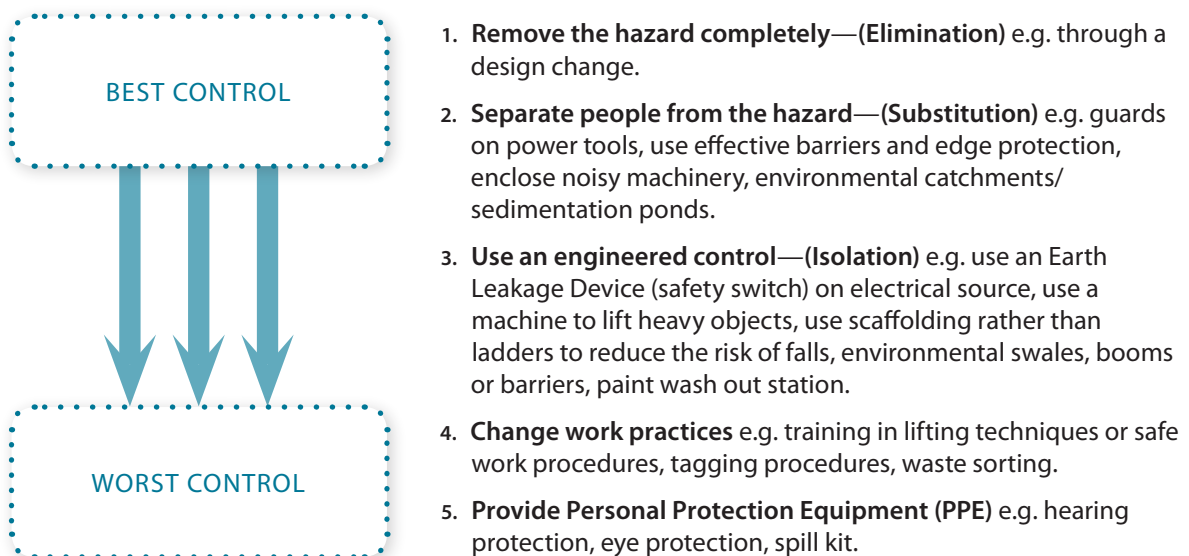 BEST CONTROL
WORST CONTROL
1. Remove the hazard completely—(Elimination) e.g. through a
design change.
2. Separate people from the hazard—(Substitution) e.g. guards
on power tools, use effective barriers and edge protection,
enclose noisy machinery, environmental catchments/
sedimentation ponds.
3. Use an engineered control—(Isolation) e.g. use an Earth
Leakage Device (safety switch) on electrical source, use a
machine to lift heavy objects, use scaffolding rather than
ladders to reduce the risk of falls, environmental swales, booms
or barriers, paint wash out station.
4. Change work practices e.g. training in lifting techniques or safe
work procedures, tagging procedures, waste sorting.
5. Provide Personal Protection Equipment (PPE) e.g. hearing
protection, eye protection, spill kit.